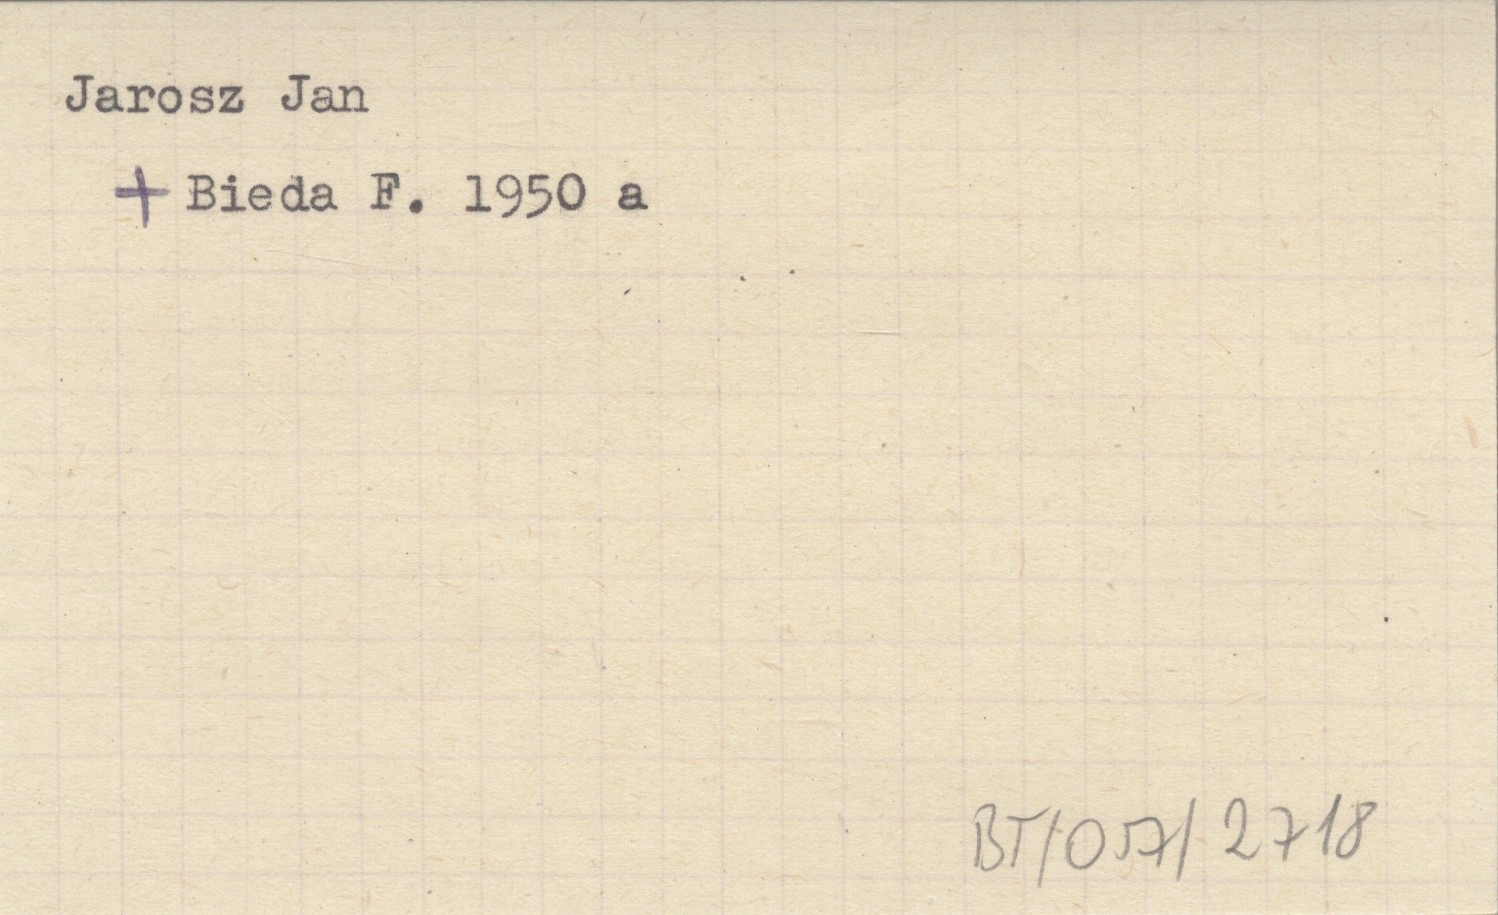 Jarosz Jan
+ Bieda F. 1950 a
BT/057/2718